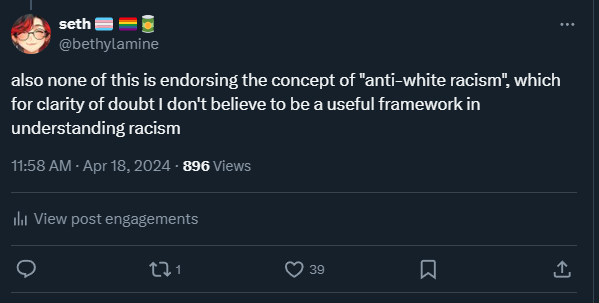 seth 🏳️‍⚧️ 🏳️‍🌈 🥫
@bethylamine
also none of this is endorsing the concept of "anti-white racism", which
for clarity of doubt I don't believe to be a useful framework in
understanding racism
11:58 AM · Apr 18, 2024 · 896 Views
View post engagements
1 39